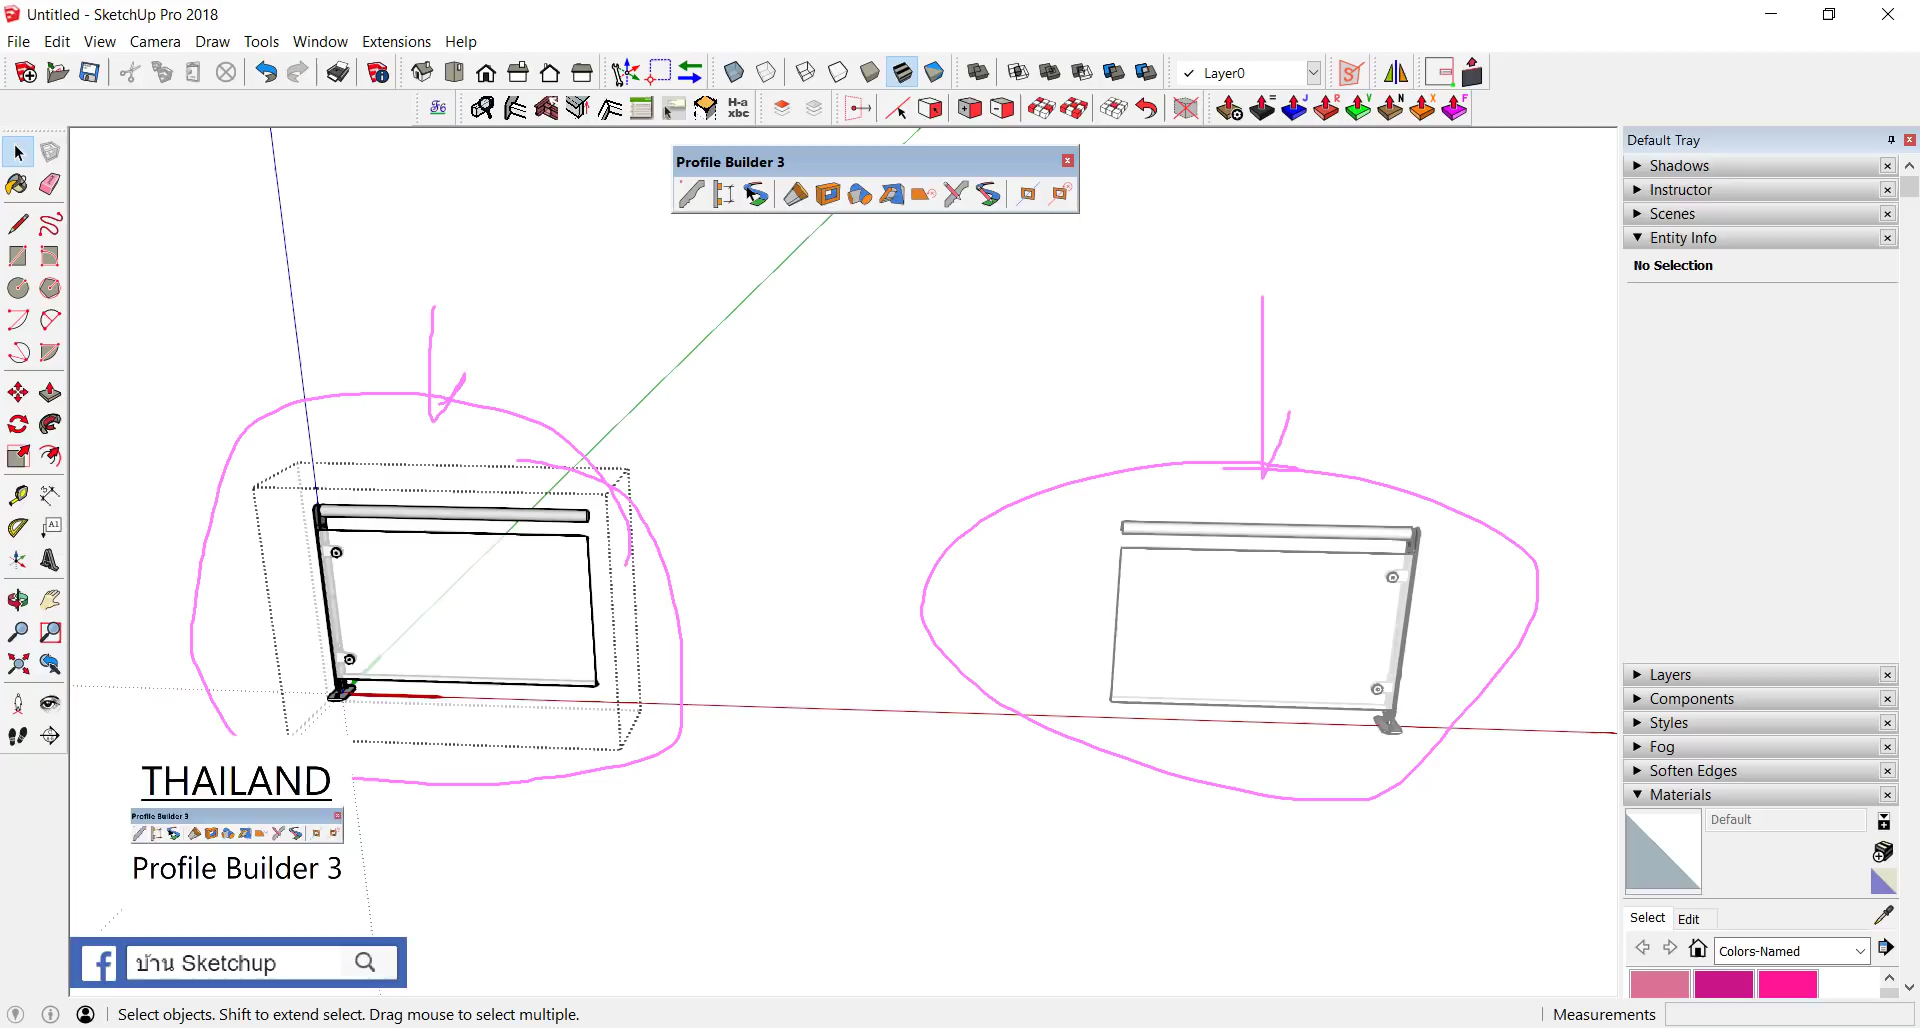 Untitled - SketchUp Pro 2018
File Edit View Camera Draw Tools Window Extensions Help
Layer0
H-a
xbc
Default Tray
Profile Builder 3
Shadows
Instructor
Scenes
Entity Info
No Selection
A1
Layers
Components
Styles
Fog
Soften Edges
Materials
Default
THAILAND
Profile Builder 3
Profile Builder 3
Select Edit
Colors-Named
บ้าน Sketchup
Select objects. Shift to extend select. Drag mouse to select multiple.
Measurements